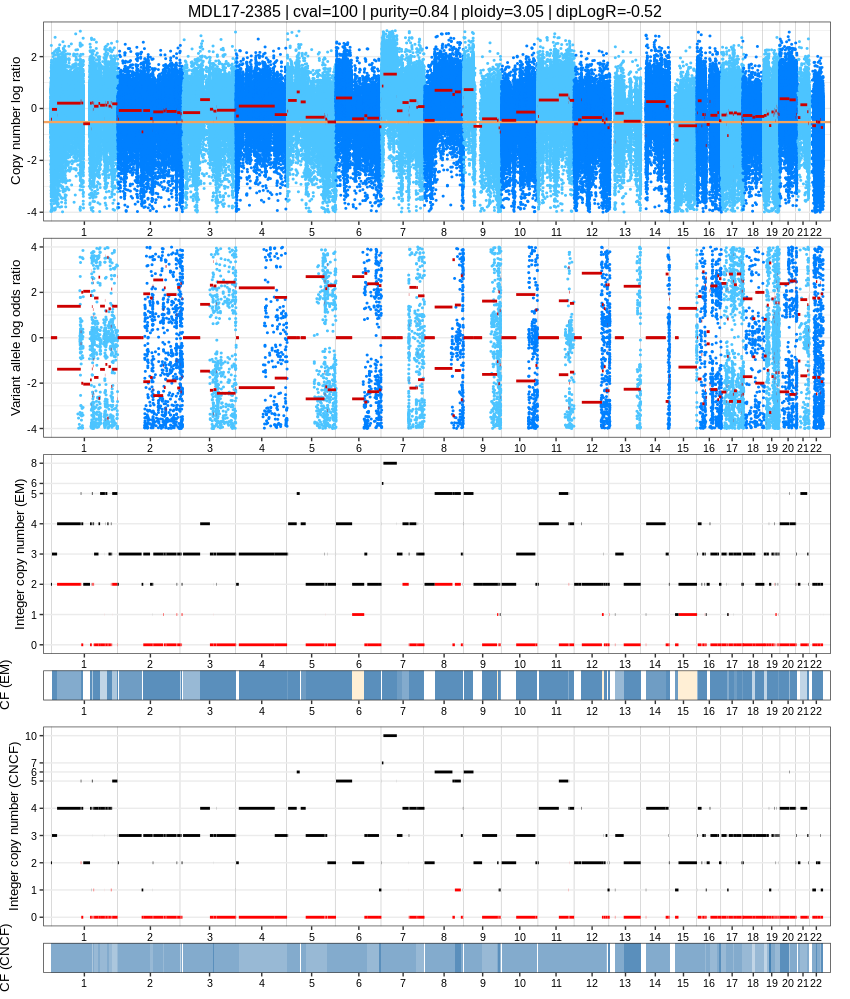 MDL17-2385 | cval=100 | purity=0.84 | ploidy=3.05 | dipLogR=-0.52
Copy number log ratio
2
0
-2
-4
1 2 3 4 5 6 7 8 9 10 11 12 13 14 15 16 17 18 19 20 21 22
Variant allele log odds ratio
4
2
0
-2
-4
1 2 3 4 5 6 7 8 9 10 11 12 13 14 15 16 17 18 19 20 21 22
Integer copy number (EM)
8
6
5
4
3
2
1
0
1 2 3 4 5 6 7 8 9 10 11 12 13 14 15 16 17 18 19 20 21 22
CF (EM)
1 2 3 4 5 6 7 8 9 10 11 12 13 14 15 16 17 18 19 20 21 22
Integer copy number (CNCF)
10
7
6
5
4
3
2
1
0
1 2 3 4 5 6 7 8 9 10 11 12 13 14 15 16 17 18 19 20 21 22
CF (CNCF)
1 2 3 4 5 6 7 8 9 10 11 12 13 14 15 16 17 18 19 20 21 22